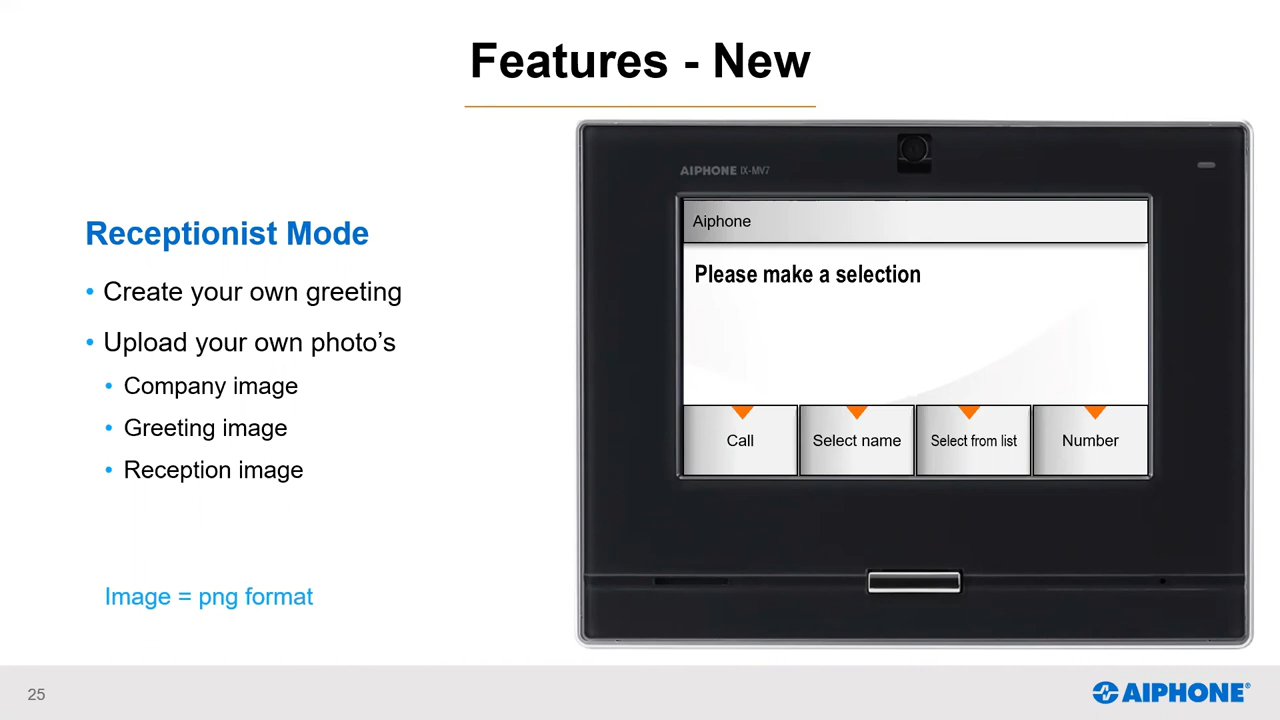 Features - New
Receptionist Mode
• Create your own greeting
• Upload your own photo’s
• Company image
• Greeting image
• Reception image
Image = png format
AIPHONE IX-MV7
Aiphone
Please make a selection
Call
Select name
Select from list
Number
25
AIPHONE®